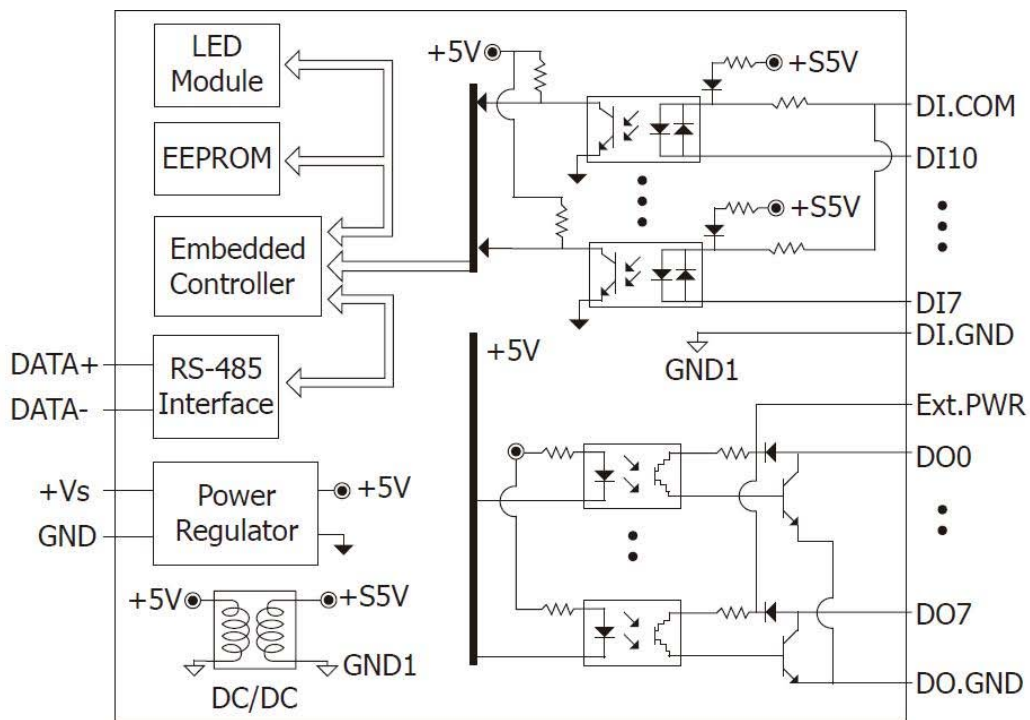 LED
Module
EEPROM
Embedded
Controller
RS-485
Interface
DATA+
DATA-
+Vs
GND
Power
Regulator
+5V
+5V
+S5V
GND1
DC/DC
+5V
+S5V
DI.COM
DI10
+S5V
DI7
DI.GND
GND1
+5V
Ext.PWR
DO0
DO7
DO.GND